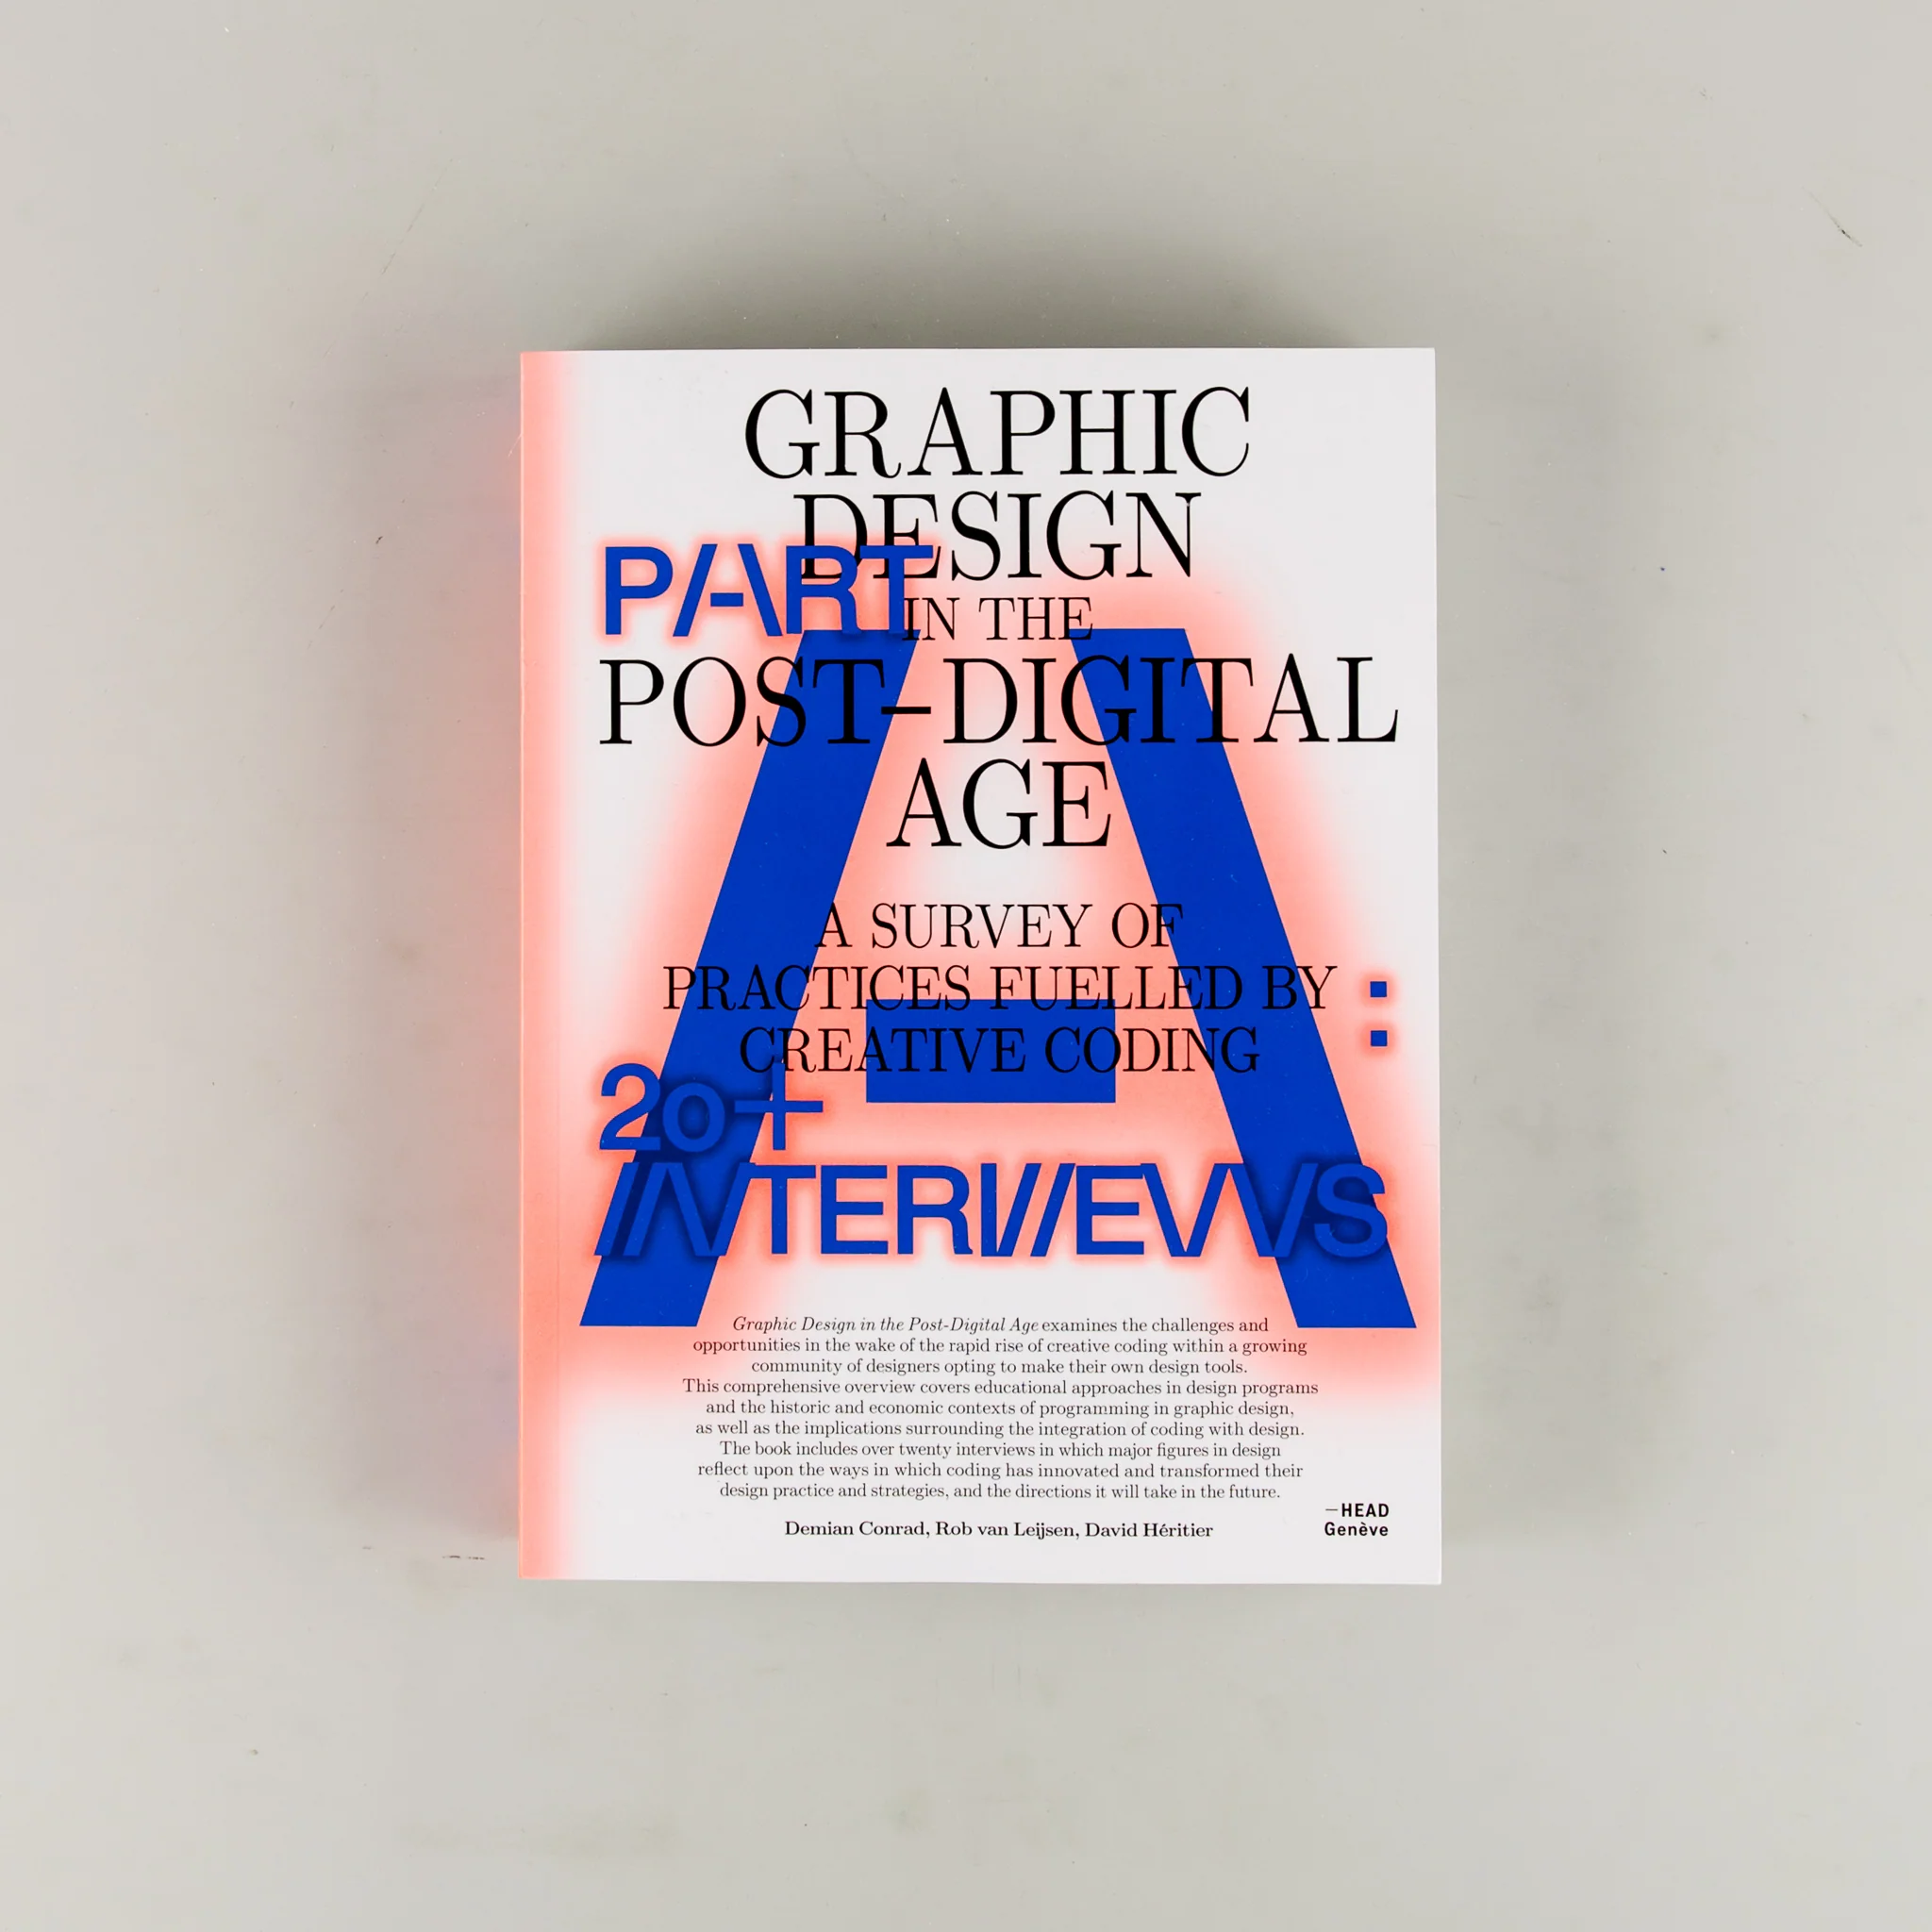 GRAPHIC
DESIGN
PART
IN THE
POST-DIGITAL
AGE
A
A SURVEY OF
PRACTICES FUELLED BY
CREATIVE CODING
:
20+
INTERVIEWS
Graphic Design in the Post-Digital Age examines the challenges and
opportunities in the wake of the rapid rise of creative coding within a growing
community of designers opting to make their own design tools.
This comprehensive overview covers educational approaches in design programs
and the historic and economic contexts of programming in graphic design,
as well as the implications surrounding the integration of coding with design.
The book includes over twenty interviews in which major figures in design
reflect upon the ways in which coding has innovated and transformed their
design practice and strategies, and the directions it will take in the future.
Demian Conrad, Rob van Leijsen, David Héritier
—HEAD
Genève